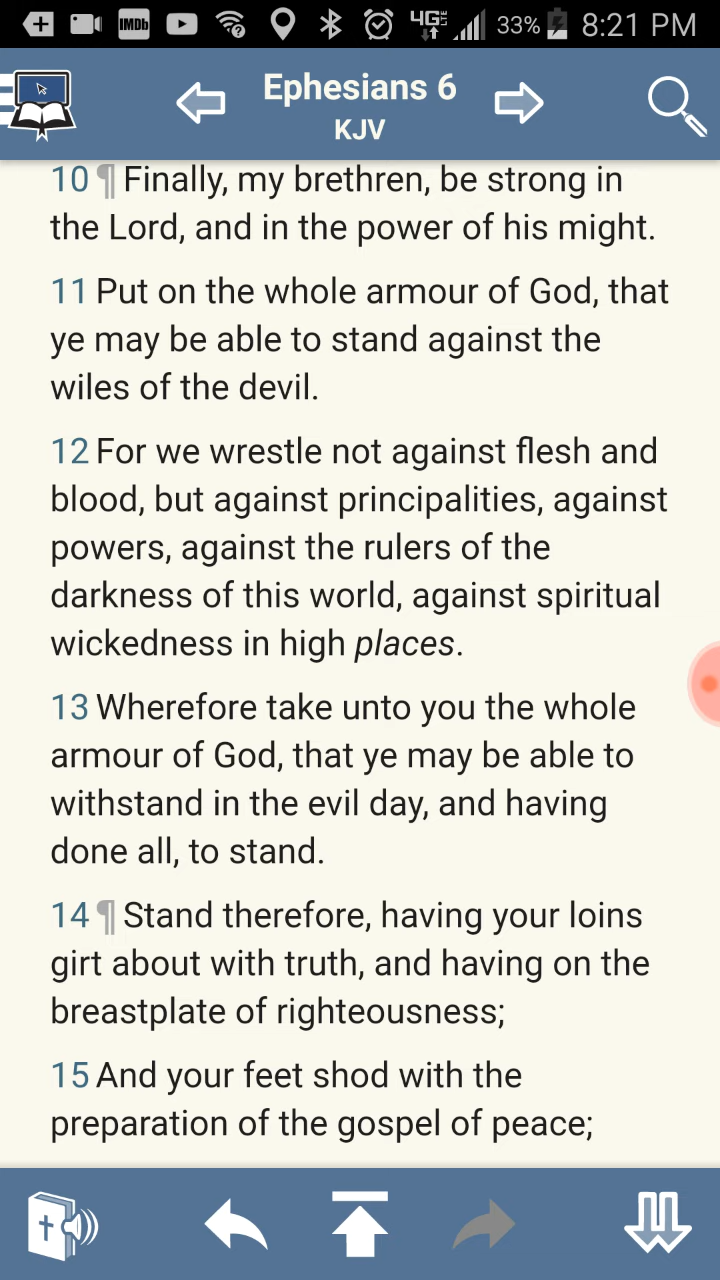 IMDb 4G LTE 33% 8:21 PM
Ephesians 6
KJV
10 ¶ Finally, my brethren, be strong in
the Lord, and in the power of his might.
11 Put on the whole armour of God, that
ye may be able to stand against the
wiles of the devil.
12 For we wrestle not against flesh and
blood, but against principalities, against
powers, against the rulers of the
darkness of this world, against spiritual
wickedness in high places.
13 Wherefore take unto you the whole
armour of God, that ye may be able to
withstand in the evil day, and having
done all, to stand.
14 ¶ Stand therefore, having your loins
girt about with truth, and having on the
breastplate of righteousness;
15 And your feet shod with the
preparation of the gospel of peace;